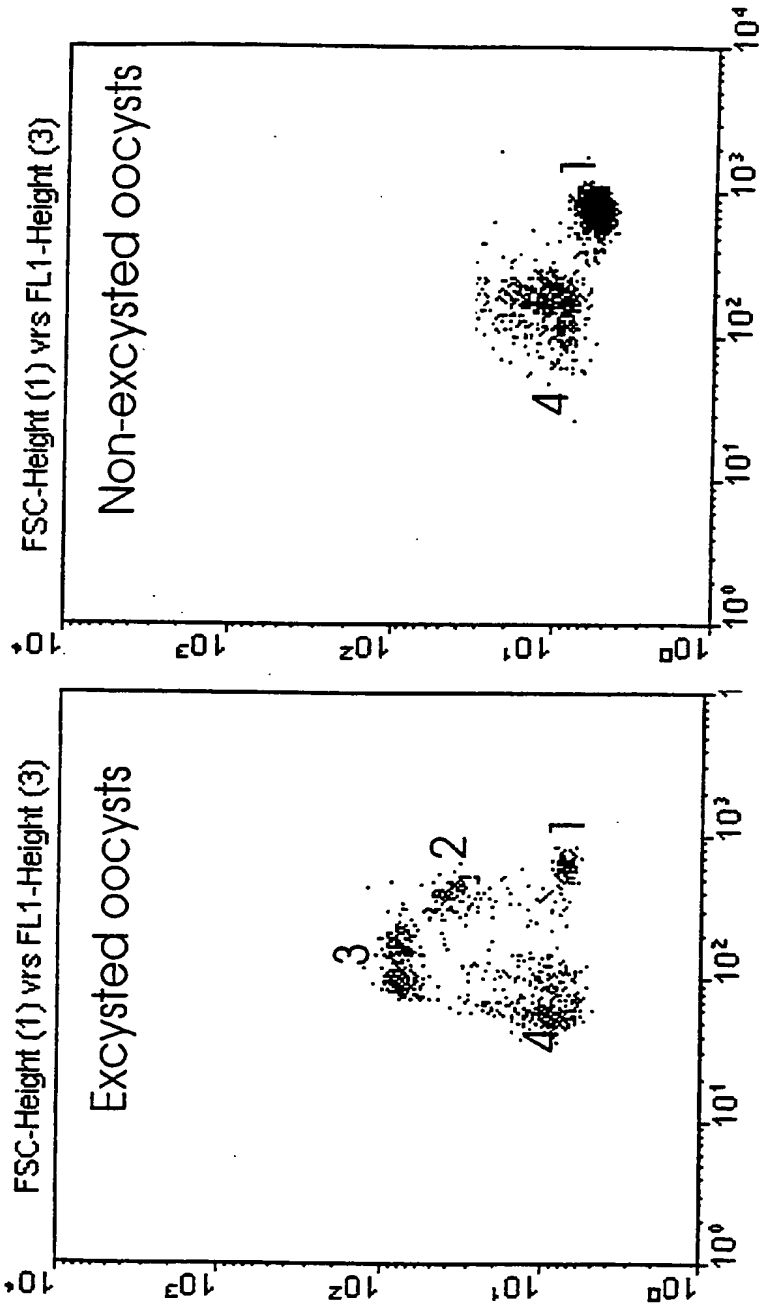 FSC-Height (1) vrs FL1-Height (3)
Excysted oocysts
10⁴
10³
10²
10¹
10⁰
3
2
4
1
10⁰ 10¹ 10² 10³ 1
FSC-Height (1) vrs FL1-Height (3)
Non-excysted oocysts
10⁴
10³
10²
10¹
10⁰
4
1
10⁰ 10¹ 10² 10³ 10⁴